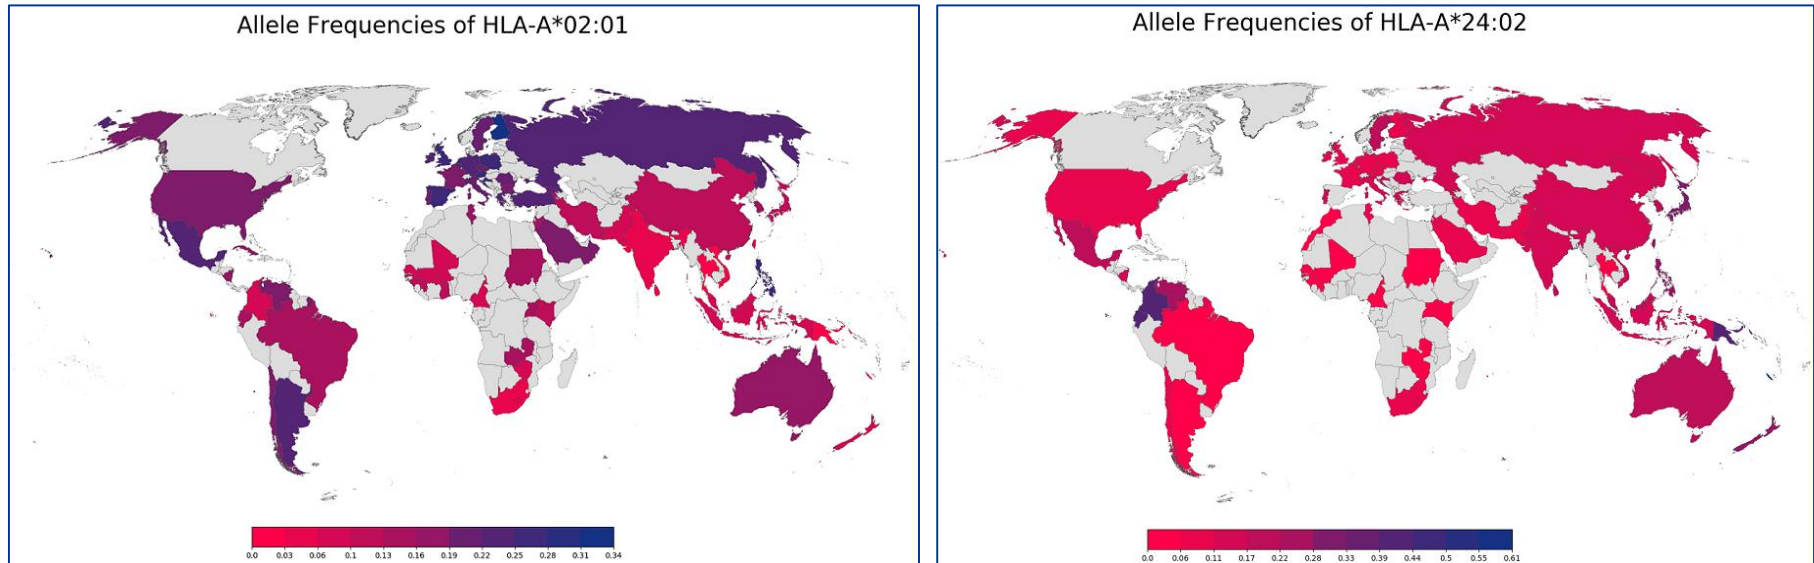 Allele Frequencies of HLA-A*02:01
0.0 0.03 0.06 0.1 0.13 0.16 0.19 0.22 0.25 0.28 0.31 0.34
Allele Frequencies of HLA-A*24:02
0.0 0.06 0.11 0.17 0.22 0.28 0.33 0.39 0.44 0.5 0.55 0.61